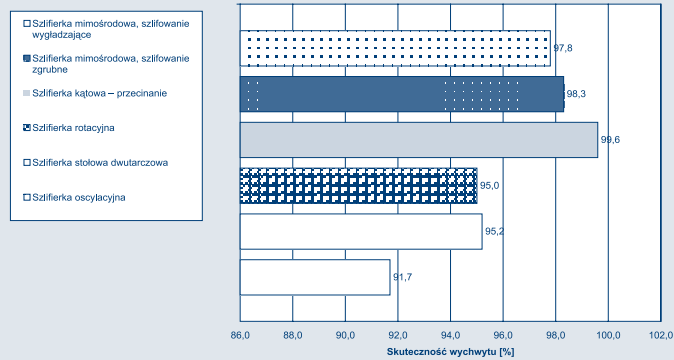 Szlifierka mimośrodowa, szlifowanie
wygładzające
Szlifierka mimośrodowa, szlifowanie
zgrubne
Szlifierka kątowa – przecinanie
Szlifierka rotacyjna
Szlifierka stołowa dwutarczowa
Szlifierka oscylacyjna
97,8
98,3
99,6
95,0
95,2
91,7
86,0 88,0 90,0 92,0 94,0 96,0 98,0 100,0 102,0
Skuteczność wychwytu [%]